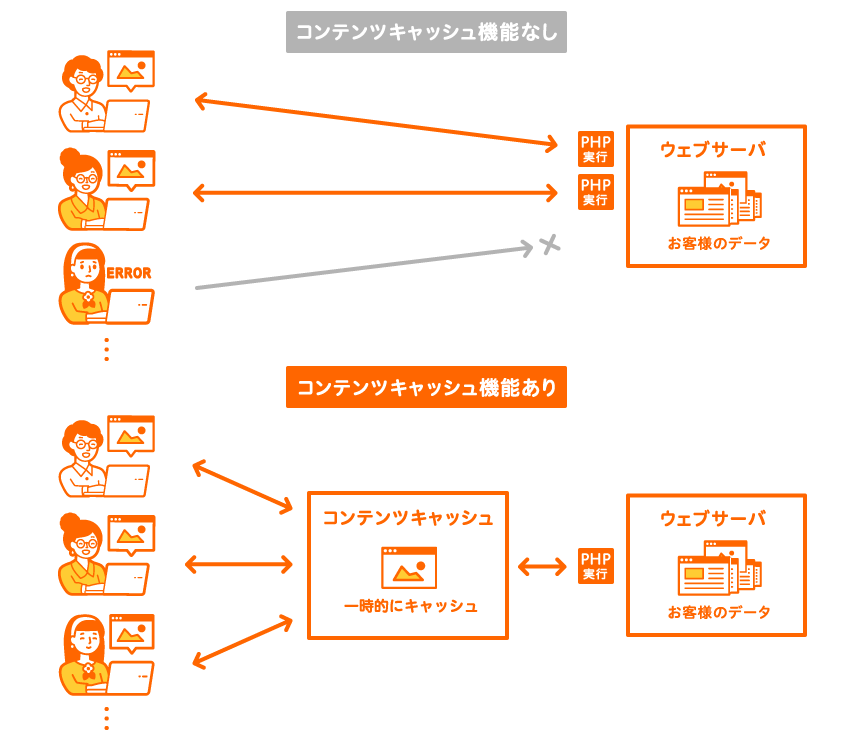 コンテンツキャッシュ機能なし
PHP
実行
ウェブサーバ
PHP
実行
お客様のデータ
ERROR
コンテンツキャッシュ機能あり
コンテンツキャッシュ
一時的にキャッシュ
PHP
実行
ウェブサーバ
お客様のデータ